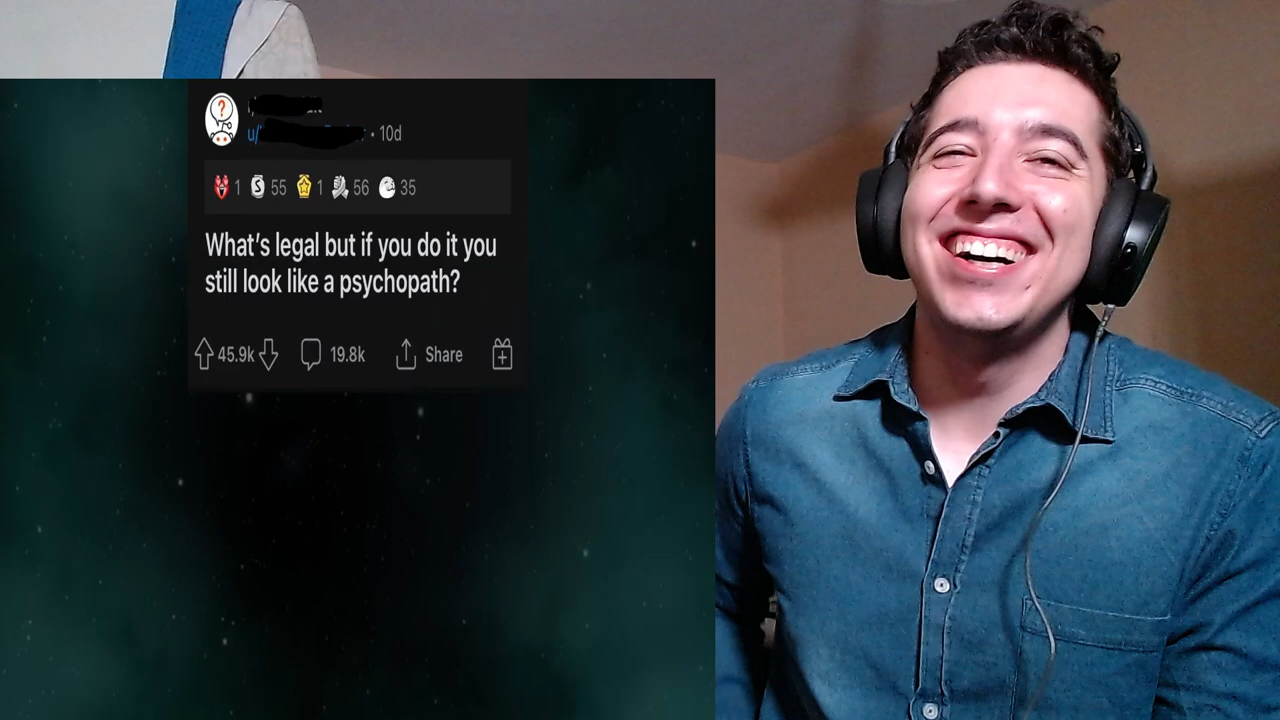 u/ • 10d
1 55 1 56 35
What's legal but if you do it you
still look like a psychopath?
45.9k 19.8k Share